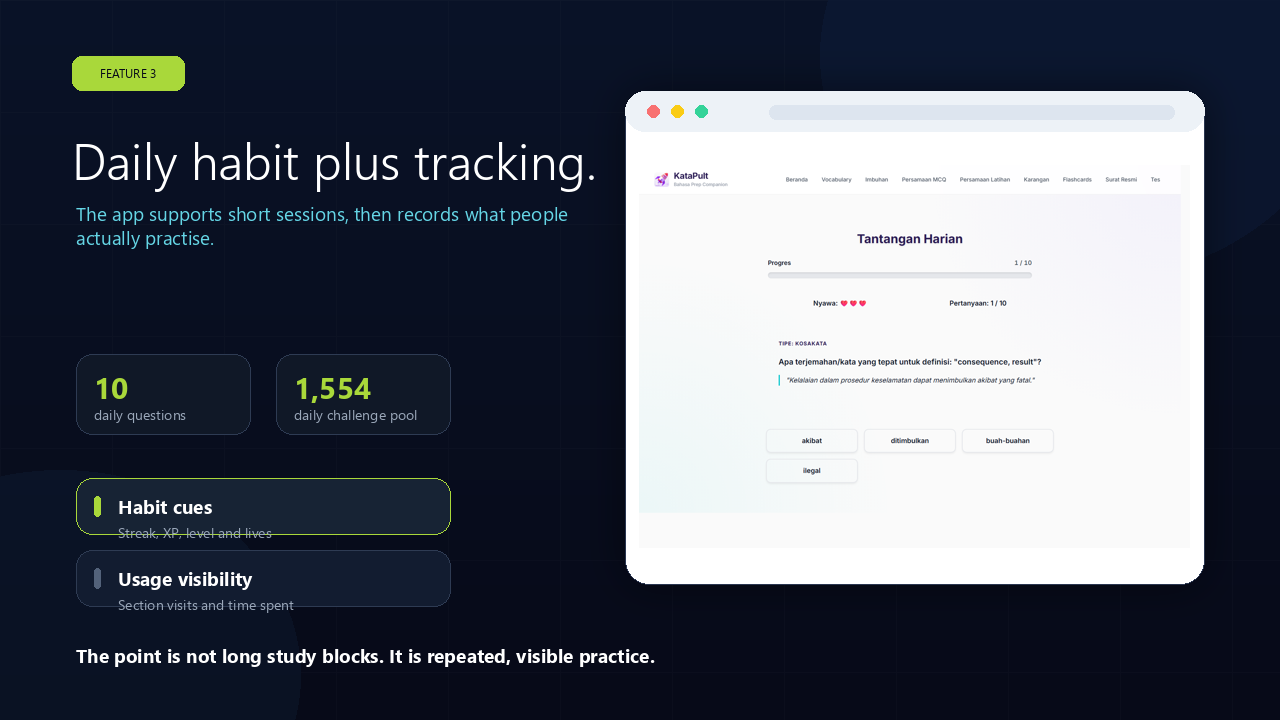 FEATURE 3
Daily habit plus tracking.
The app supports short sessions, then records what people
actually practise.
10
daily questions
1,554
daily challenge pool
Habit cues
Streak, XP, level and lives
Usage visibility
Section visits and time spent
The point is not long study blocks. It is repeated, visible practice.
KataPult
Bahasa Prep Companion
Beranda Vocabulary Imbuhan Persamaan MCQ Persamaan Latihan Karangan Flashcards Surat Resmi Tes
Tantangan Harian
Progres 1 / 10
Nyawa: Pertanyaan: 1 / 10
TIPE: KOSAKATA
Apa terjemahan/kata yang tepat untuk definisi: "consequence, result"?
"Kelalaian dalam prosedur keselamatan dapat menimbulkan akibat yang fatal."
akibat ditimbulkan buah-buahan
ilegal